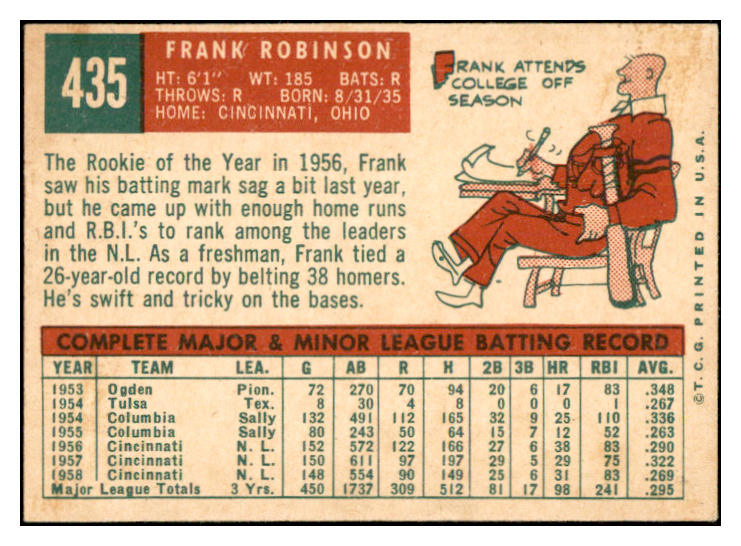 435
FRANK ROBINSON
HT: 6'1" WT: 185 BATS: R
THROWS: R BORN: 8/31/35
HOME: CINCINNATI, OHIO
FRANK ATTENDS
COLLEGE OFF
SEASON
The Rookie of the Year in 1956, Frank
saw his batting mark sag a bit last year,
but he came up with enough home runs
and R.B.I.'s to rank among the leaders
in the N.L. As a freshman, Frank tied a
26-year-old record by belting 38 homers.
He's swift and tricky on the bases.
©T.C.G. PRINTED IN U.S.A.
COMPLETE MAJOR & MINOR LEAGUE BATTING RECORD
YEAR TEAM LEA. G AB R H 2B 3B HR RBI AVG.
1953 Ogden Pion. 72 270 70 94 20 6 17 83 .348
1954 Tulsa Tex. 8 30 4 8 0 0 0 1 .267
1954 Columbia Sally 132 491 112 165 32 9 25 110 .336
1955 Columbia Sally 80 243 50 64 15 7 12 52 .263
1956 Cincinnati N. L. 152 572 122 166 27 6 38 83 .290
1957 Cincinnati N. L. 150 611 97 197 29 5 29 75 .322
1958 Cincinnati N. L. 148 554 90 149 25 6 31 83 .269
Major League Totals 3 Yrs. 450 1737 309 512 81 17 98 241 .295